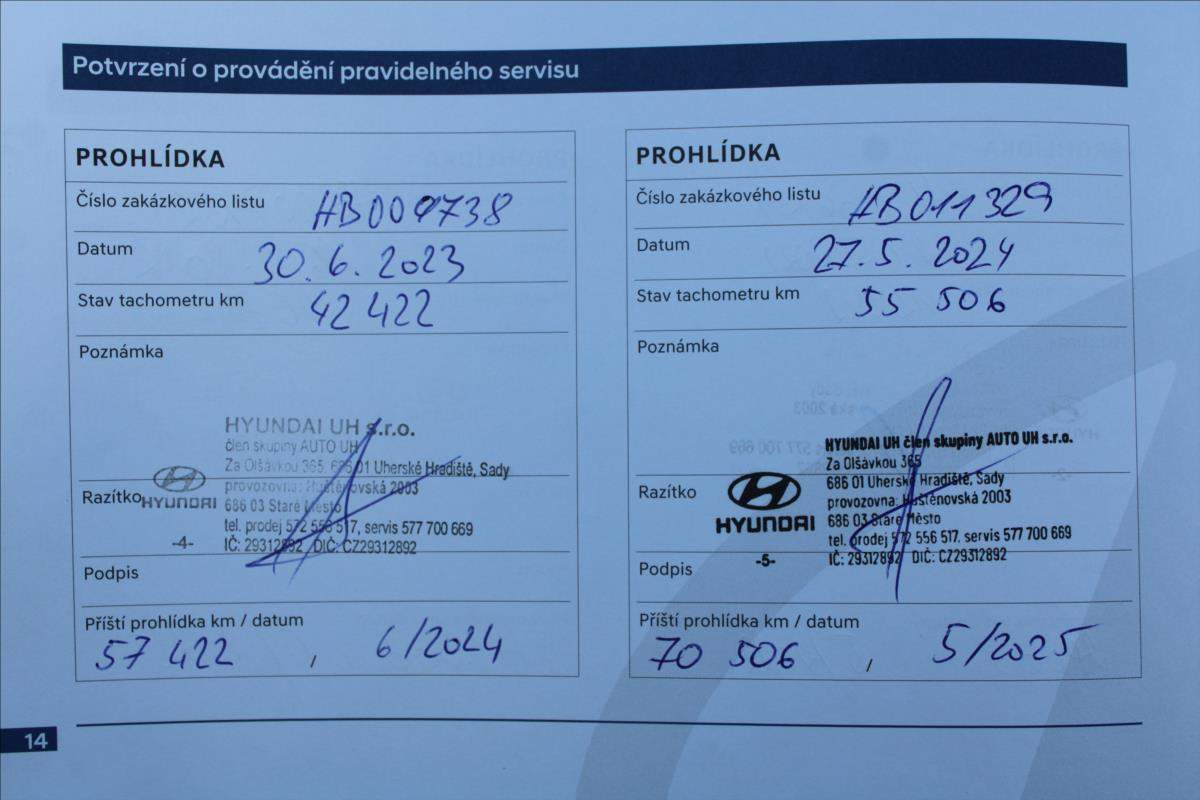 Potvrzení o provádění pravidelného servisu
PROHLÍDKA
Číslo zakázkového listu
Datum 30. 6. 2023
Stav tachometru km 42 422
Poznámka
HYUNDAI UH s.r.o.
člen skupiny AUTO UH
Za Olšávkou 365, 686 01 Uherské Hradiště, Sady
provozovna: Huštěnovská 2003
Razítko HYUNDAI 686 03 Staré Město
tel. prodej 572 556 517, servis 577 700 669
-4- IČ: 29312892 DIČ: CZ29312892
Podpis
Příští prohlídka km / datum
57 422 / 6/2024
PROHLÍDKA
Číslo zakázkového listu HB011329
Datum 27. 5. 2024
Stav tachometru km 55 506
Poznámka
HYUNDAI UH člen skupiny AUTO UH s.r.o.
Za Olšávkou 365
686 01 Uherské Hradiště, Sady
Razítko provozovna: Huštěnovská 2003
HYUNDAI 686 03 Staré Město
tel. prodej 572 556 517, servis 577 700 669
-5- IČ: 29312892 DIČ: CZ29312892
Podpis
Příští prohlídka km / datum
70 506 / 5/2025
14